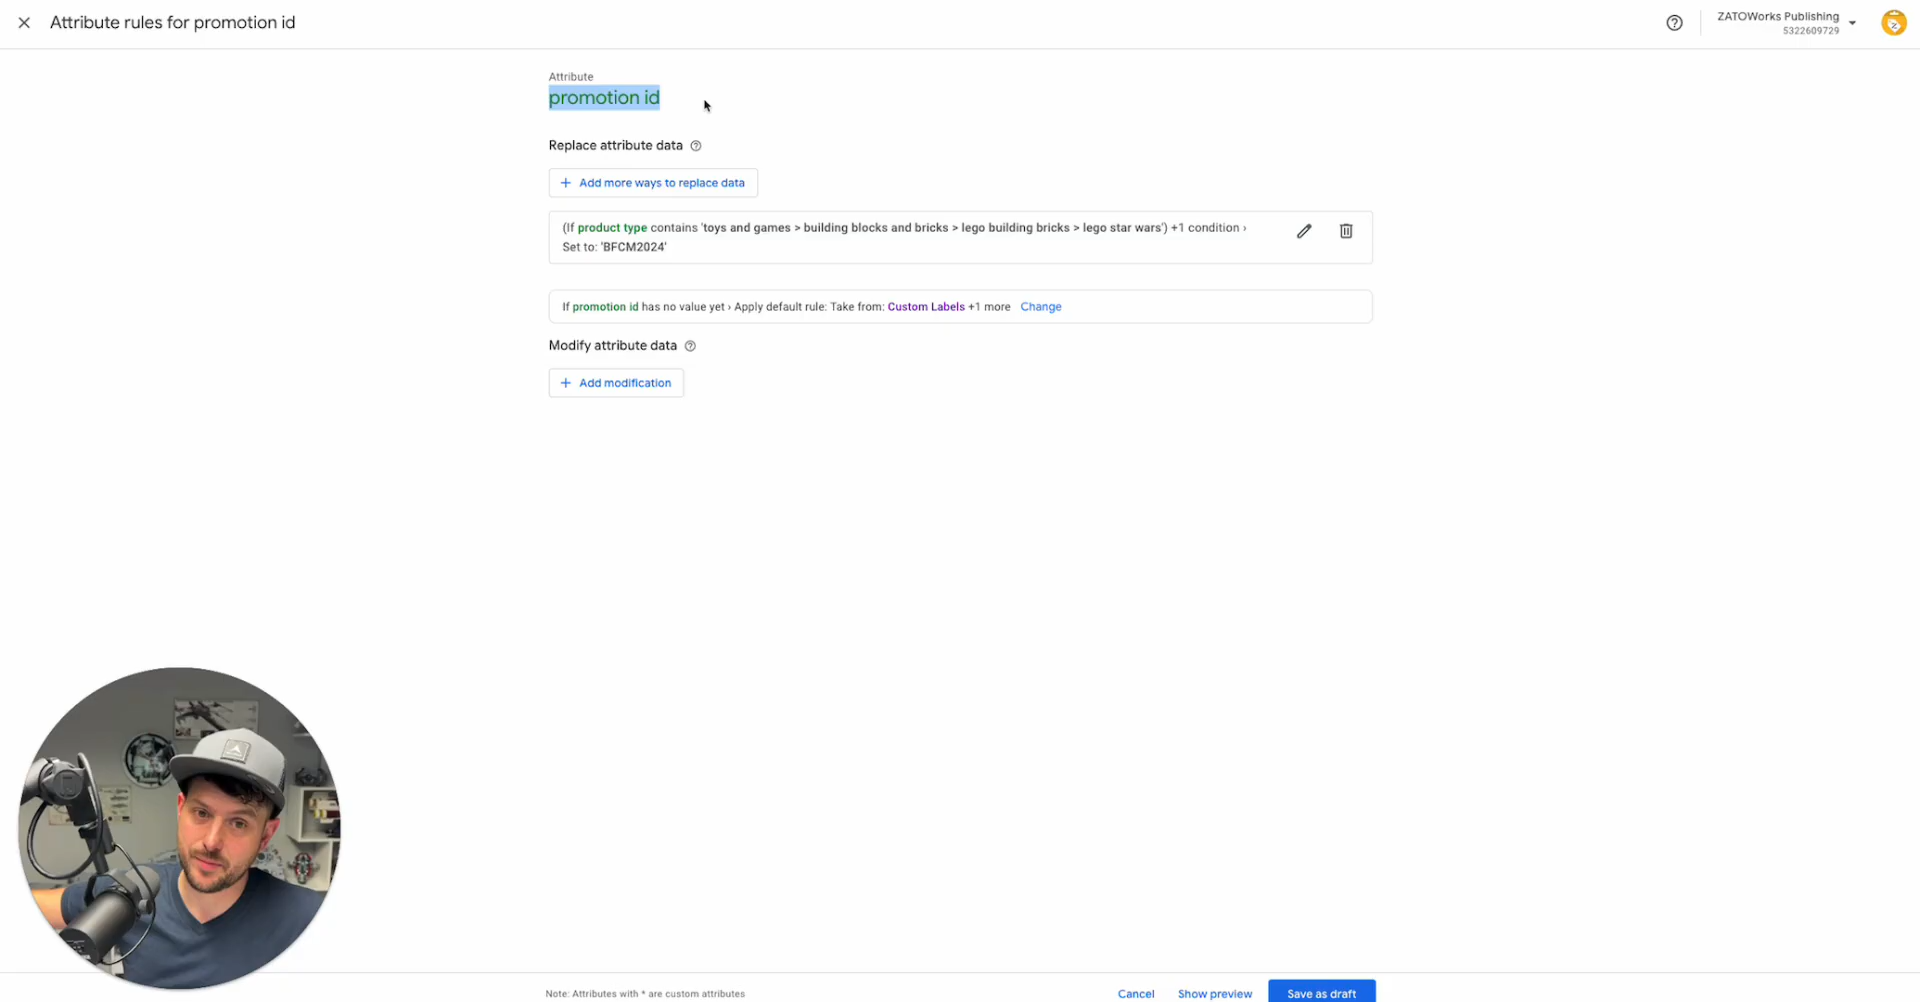 Attribute rules for promotion id
ZATOWorks Publishing
5322609729
Attribute
promotion id
Replace attribute data
+ Add more ways to replace data
(If product type contains 'toys and games > building blocks and bricks > lego building bricks > lego star wars') +1 condition ›
Set to: 'BFCM2024'
If promotion id has no value yet › Apply default rule: Take from: Custom Labels +1 more Change
Modify attribute data
+ Add modification
Note: Attributes with * are custom attributes
Cancel
Show preview
Save as draft